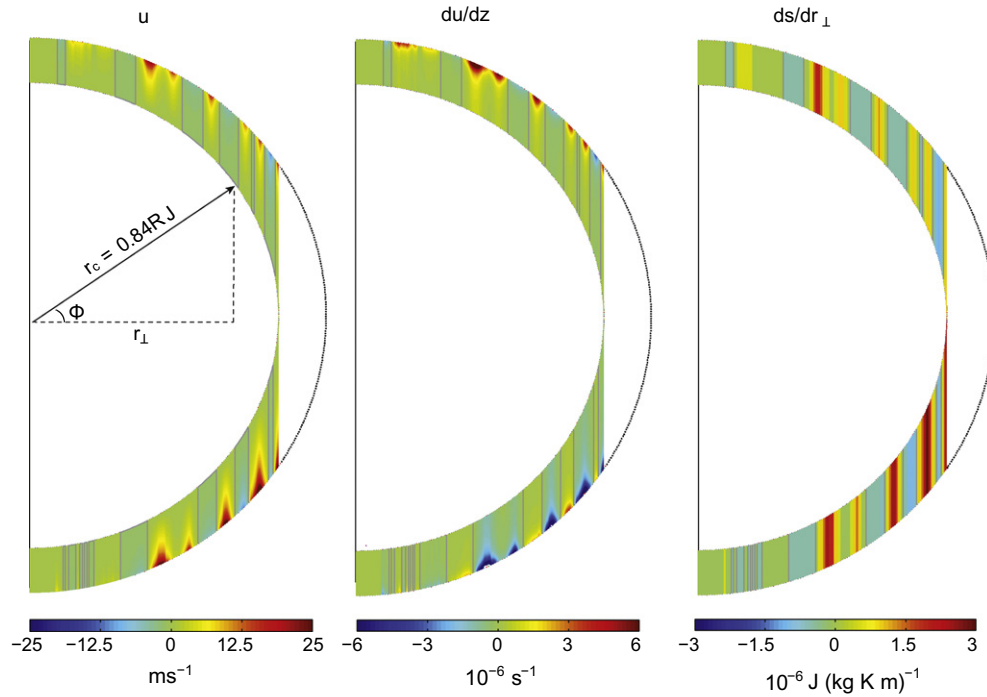 u
du/dz
ds/dr⊥
r_c = 0.84RJ
Φ
r⊥
−25 −12.5 0 12.5 25
ms⁻¹
−6 −3 0 3 6
10⁻⁶ s⁻¹
−3 −1.5 0 1.5 3
10⁻⁶ J (kg K m)⁻¹